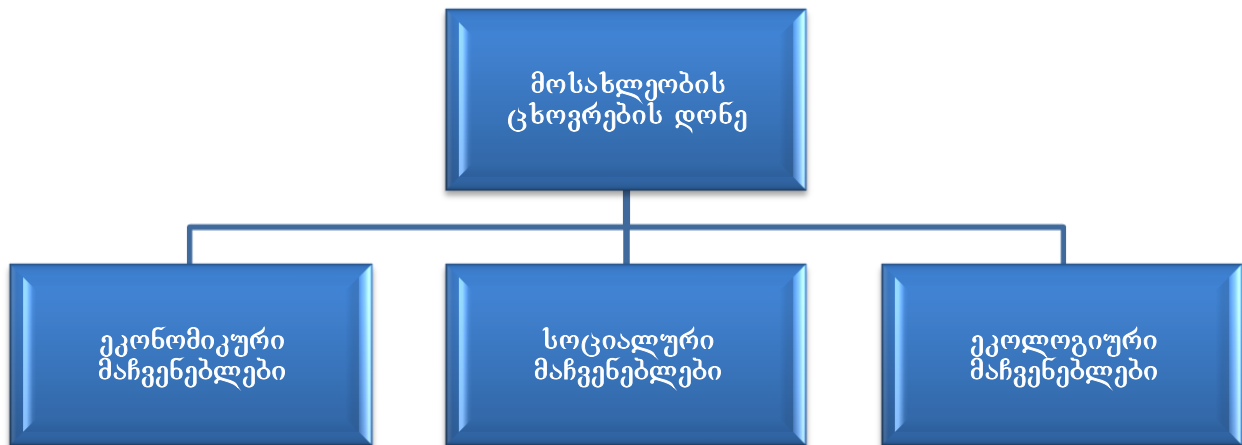 მოსახლეობის
ცხოვრების დონე
ეკონომიკური
მაჩვენებლები
სოციალური
მაჩვენებლები
ეკოლოგიური
მაჩვენებლები